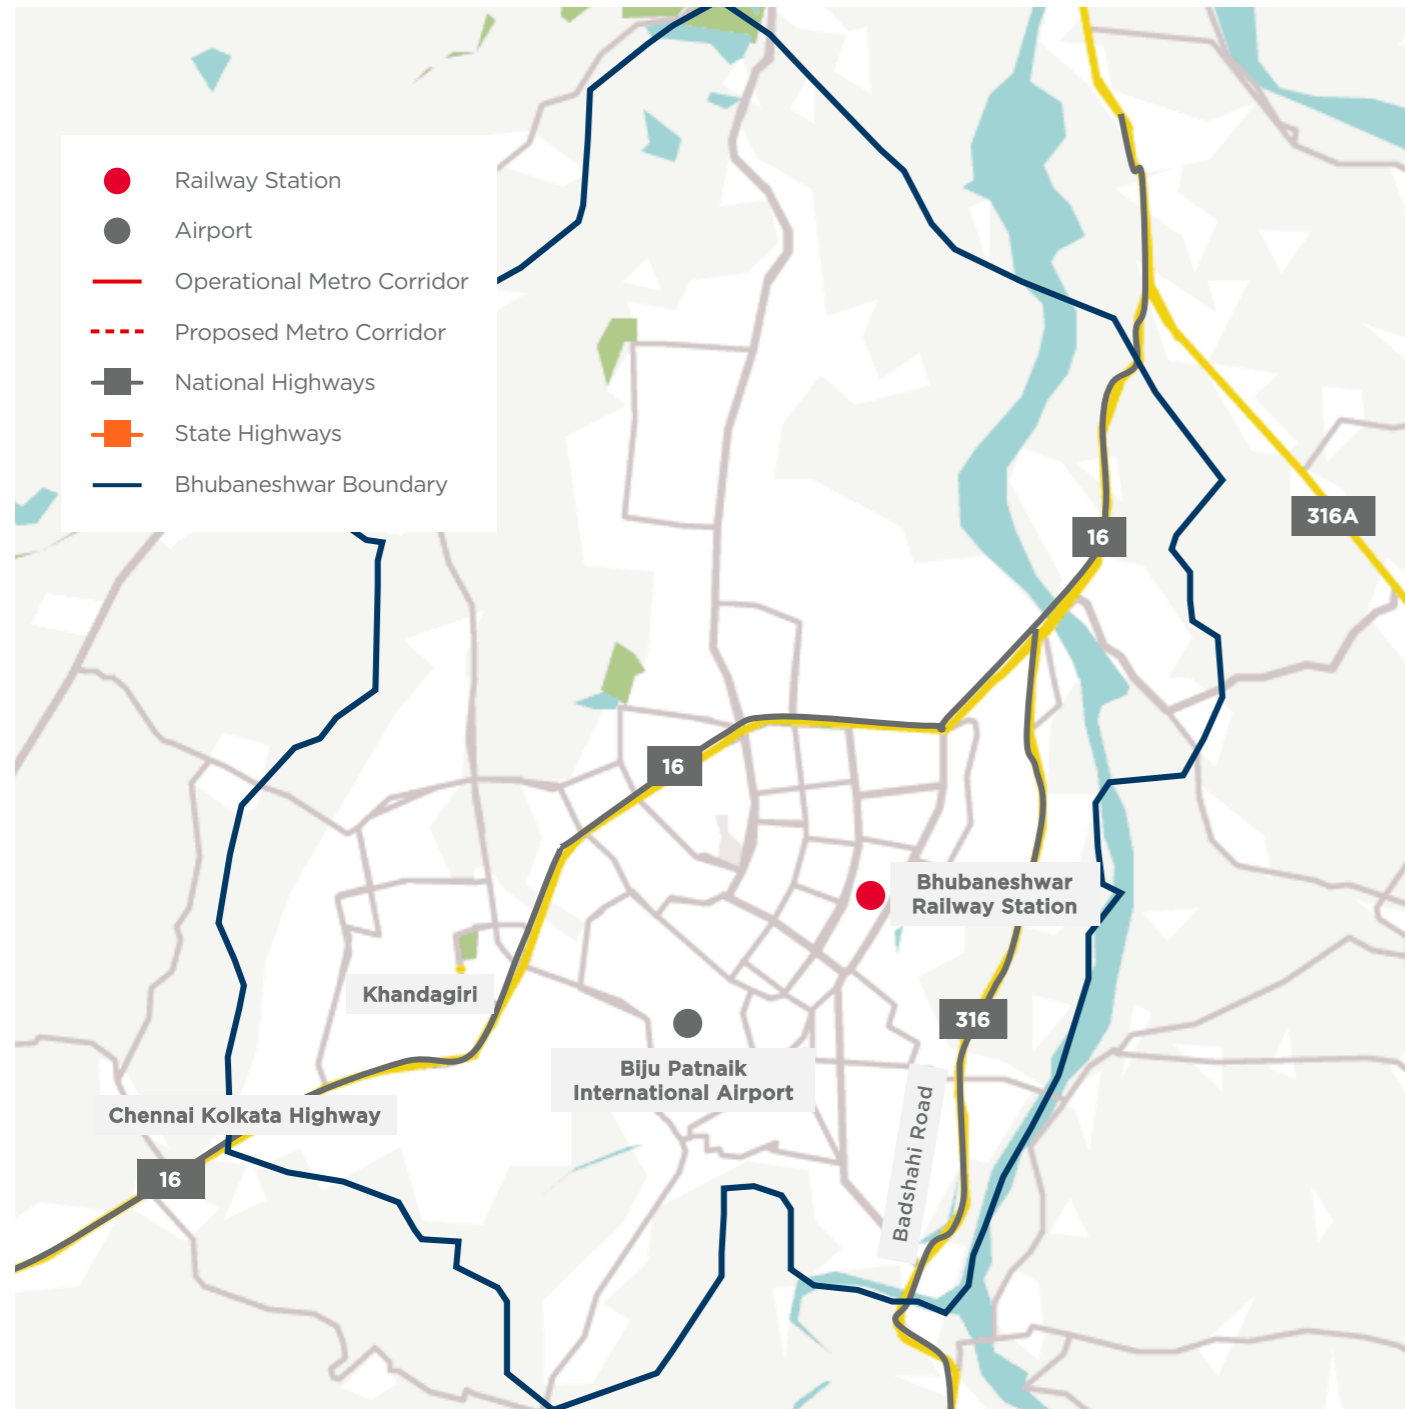 Railway Station
Airport
Operational Metro Corridor
Proposed Metro Corridor
National Highways
State Highways
Bhubaneshwar Boundary
316A
16
16
Bhubaneshwar
Railway Station
Khandagiri
316
Biju Patnaik
International Airport
Chennai Kolkata Highway
Badshahi Road
16